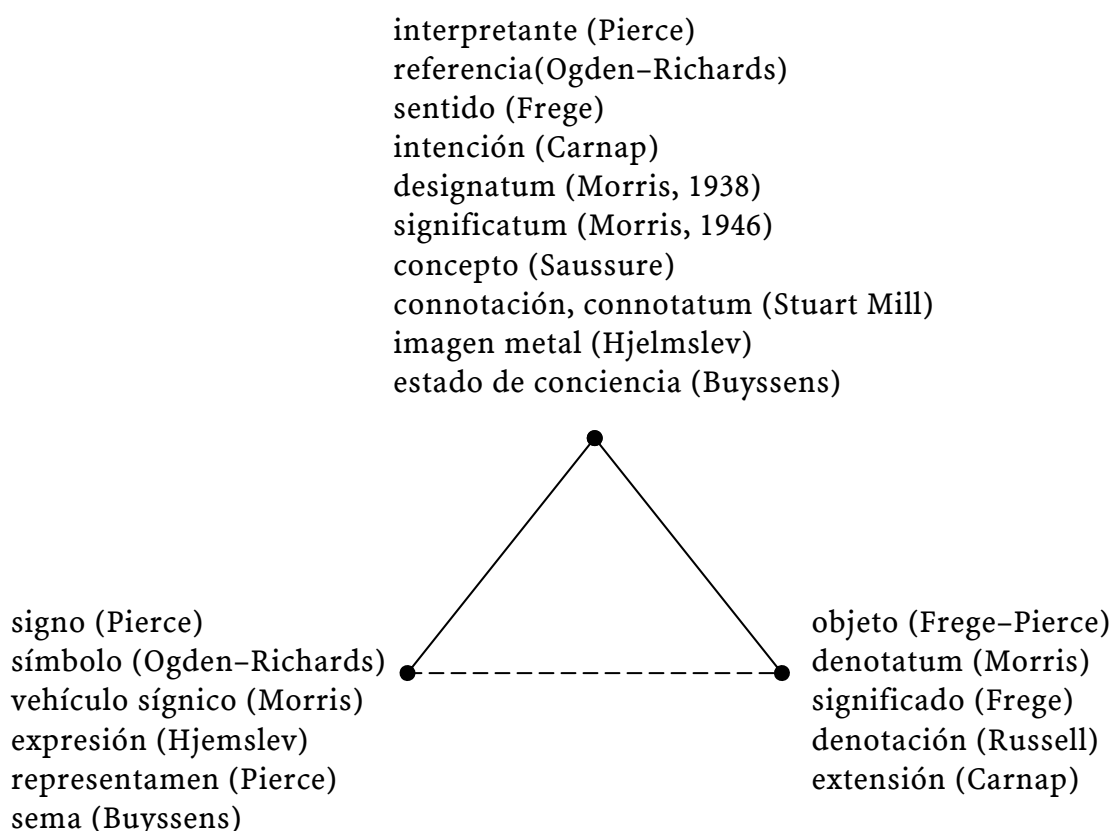 interpretante (Pierce)
referencia(Ogden–Richards)
sentido (Frege)
intención (Carnap)
designatum (Morris, 1938)
significatum (Morris, 1946)
concepto (Saussure)
connotación, connotatum (Stuart Mill)
imagen metal (Hjelmslev)
estado de conciencia (Buyssens)
signo (Pierce)
símbolo (Ogden–Richards)
vehículo sígnico (Morris)
expresión (Hjemslev)
representamen (Pierce)
sema (Buyssens)
objeto (Frege–Pierce)
denotatum (Morris)
significado (Frege)
denotación (Russell)
extensión (Carnap)